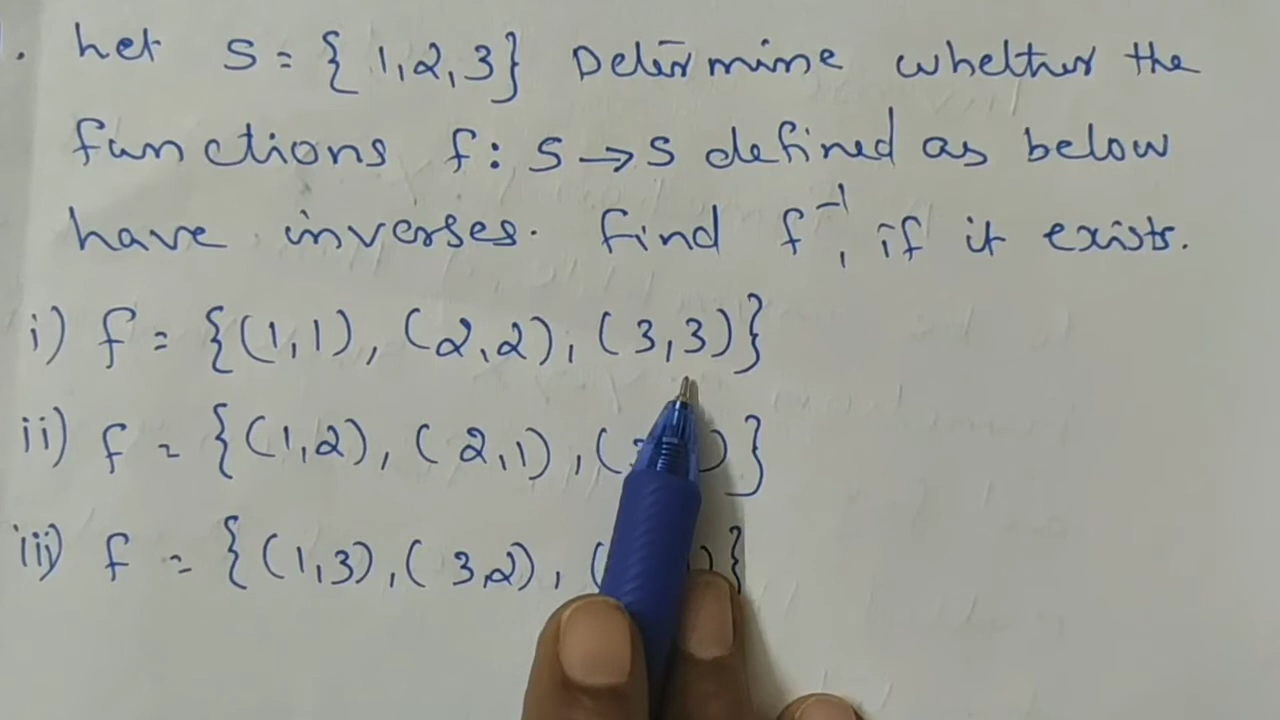 . Let S = { 1,2,3} Determine whether the
functions f: S → S defined as below
have inverses. Find f⁻¹, if it exists.
i) f = {(1,1), (2,2), (3,3)}
ii) f = {(1,2), (2,1), ( )}
iii) f = {(1,3), (3,2), ( )}